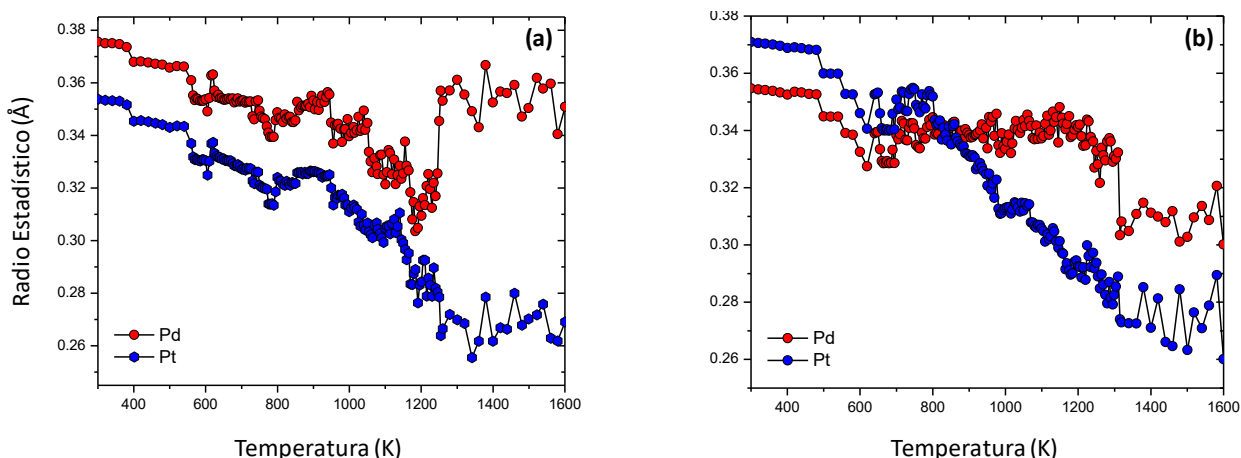 0.38
0.36
0.34
0.32
0.30
0.28
0.26
400 600 800 1000 1200 1400 1600
Radio Estadístico (Å)
Temperatura (K)
(a)
Pd
Pt
0.38
0.36
0.34
0.32
0.30
0.28
0.26
400 600 800 1000 1200 1400 1600
Temperatura (K)
(b)
Pd
Pt